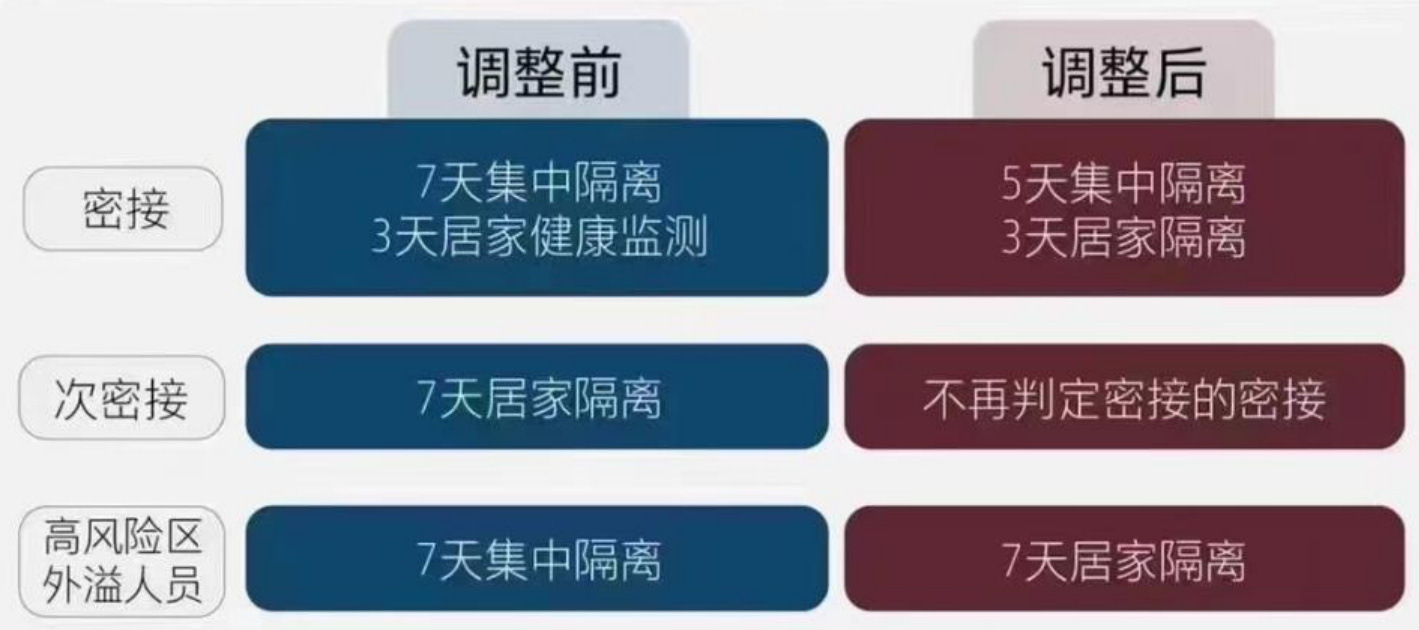 调整前
调整后
密接
7天集中隔离
3天居家健康监测
5天集中隔离
3天居家隔离
次密接
7天居家隔离
不再判定密接的密接
高风险区
外溢人员
7天集中隔离
7天居家隔离